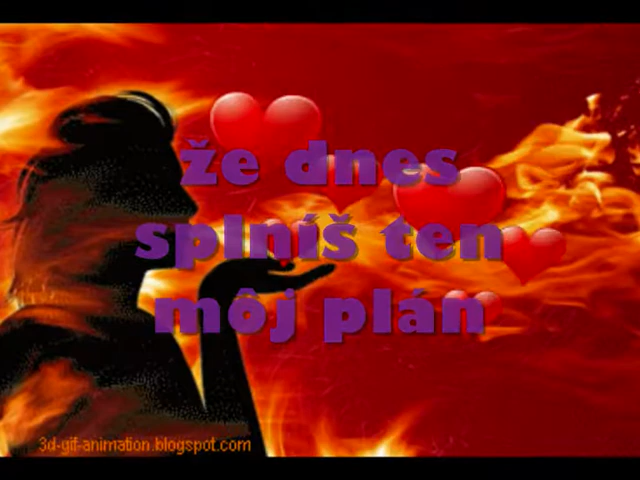 že dnes
splníš ten
môj plán
3d-gif-animation.blogspot.com